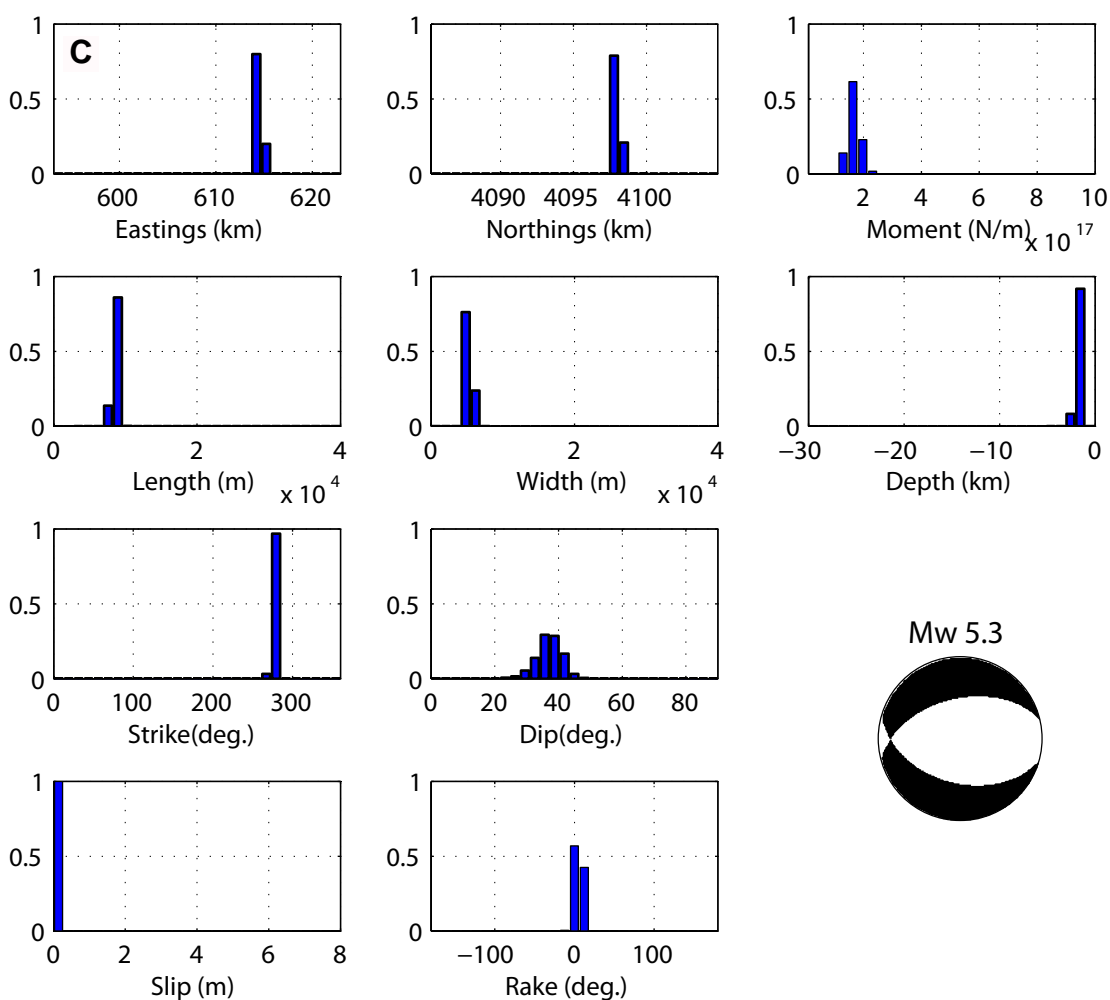 C
1
0.5
0
600 610 620
Eastings (km)
1
0.5
0
4090 4095 4100
Northings (km)
1
0.5
0
2 4 6 8 10
Moment (N/m)
x 10 17
1
0.5
0
0 2 4
Length (m)
x 10 4
1
0.5
0
0 2 4
Width (m)
x 10 4
1
0.5
0
−30 −20 −10 0
Depth (km)
1
0.5
0
0 100 200 300
Strike(deg.)
1
0.5
0
0 20 40 60 80
Dip(deg.)
Mw 5.3
1
0.5
0
0 2 4 6 8
Slip (m)
1
0.5
0
−100 0 100
Rake (deg.)